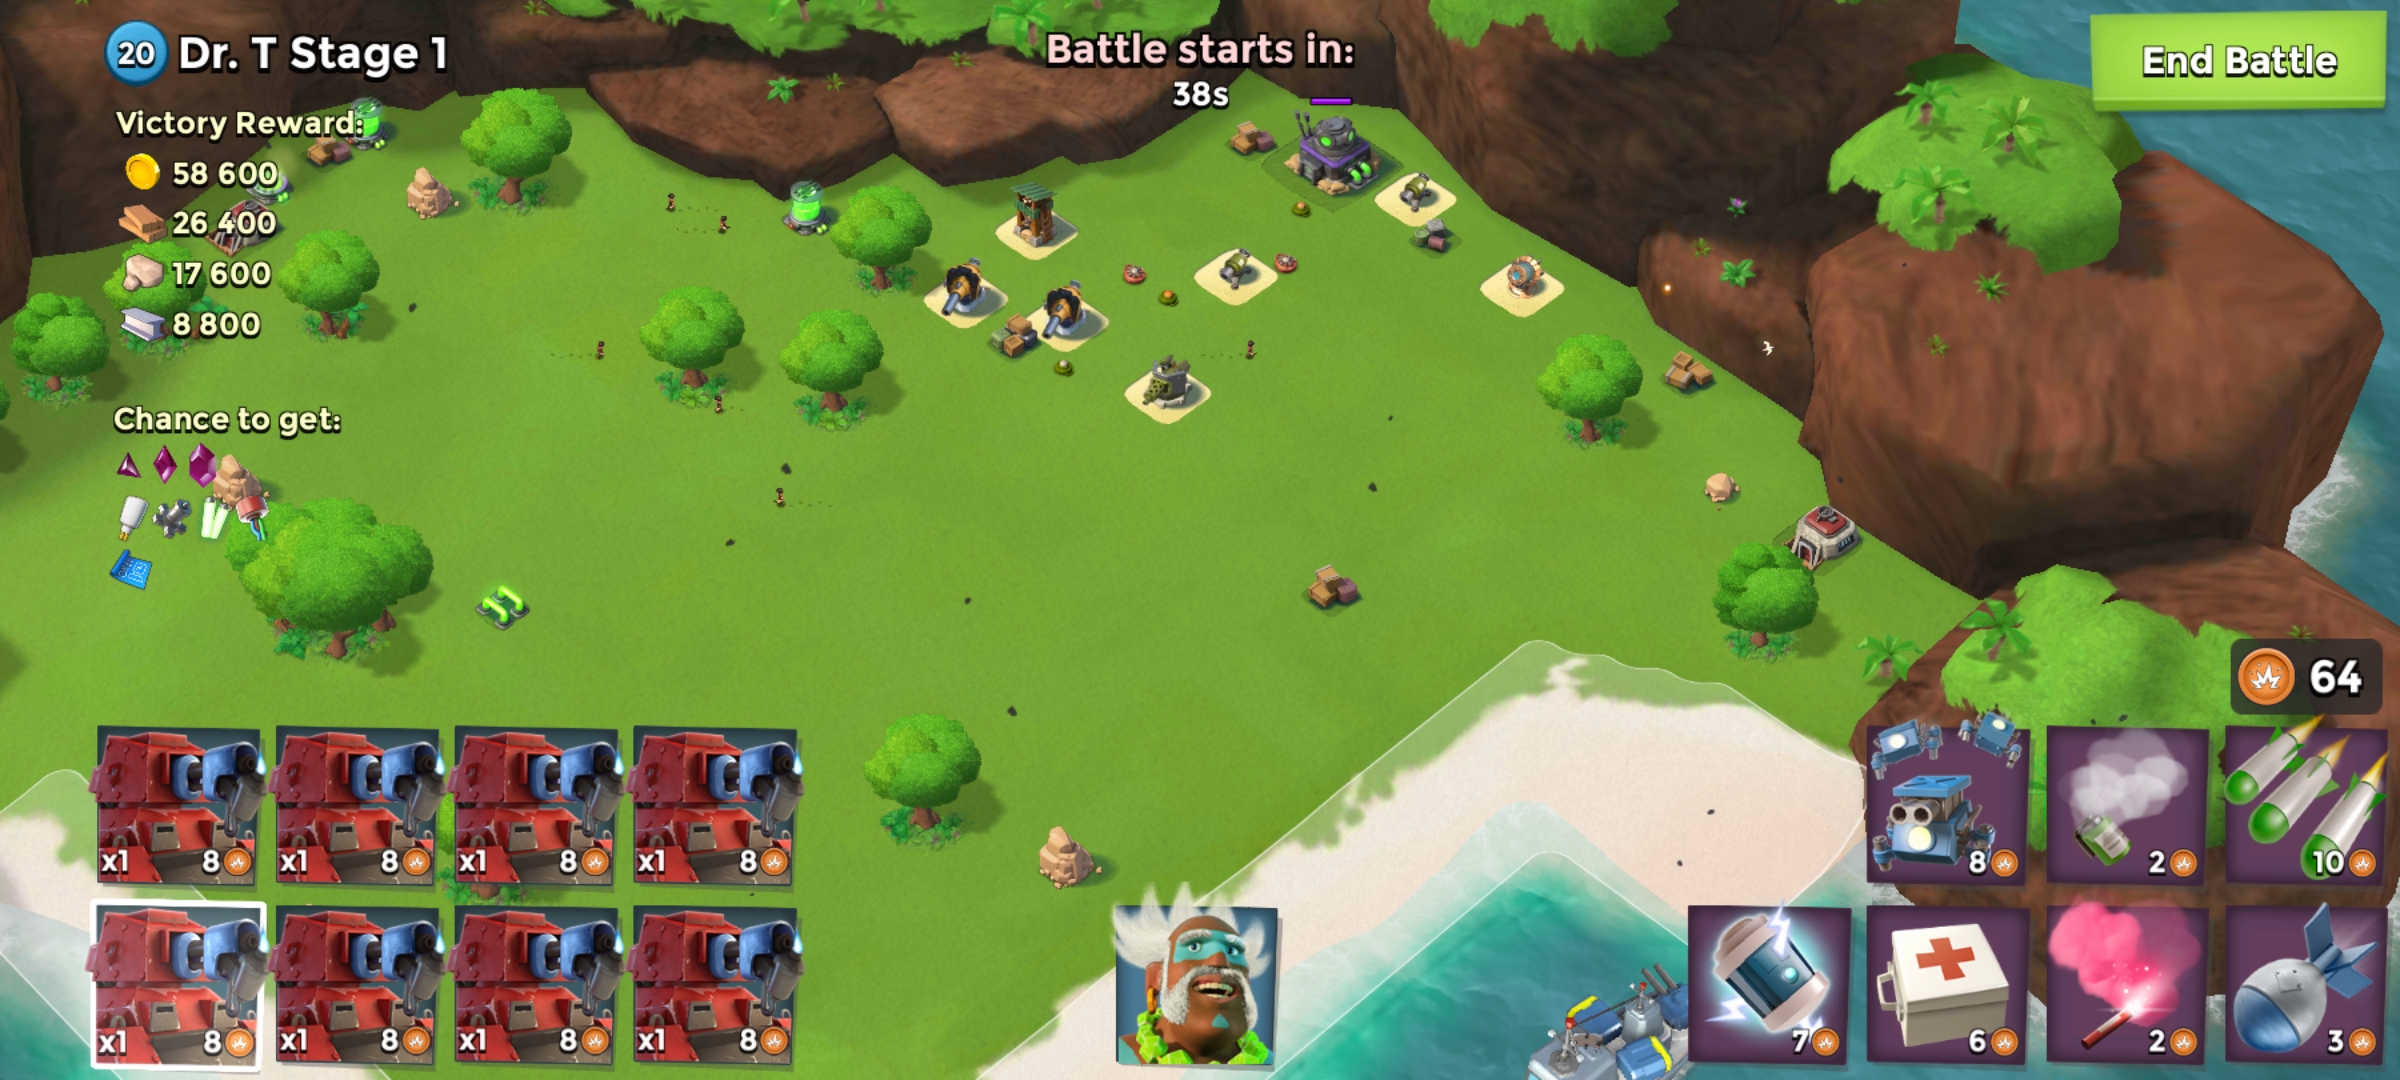 20 Dr. T Stage 1
Battle starts in:
38s
End Battle
Victory Reward:
58 600
26 400
17 600
8 800
Chance to get:
64
x1 8
x1 8
x1 8
x1 8
8
2
10
x1 8
x1 8
x1 8
x1 8
7
6
2
3